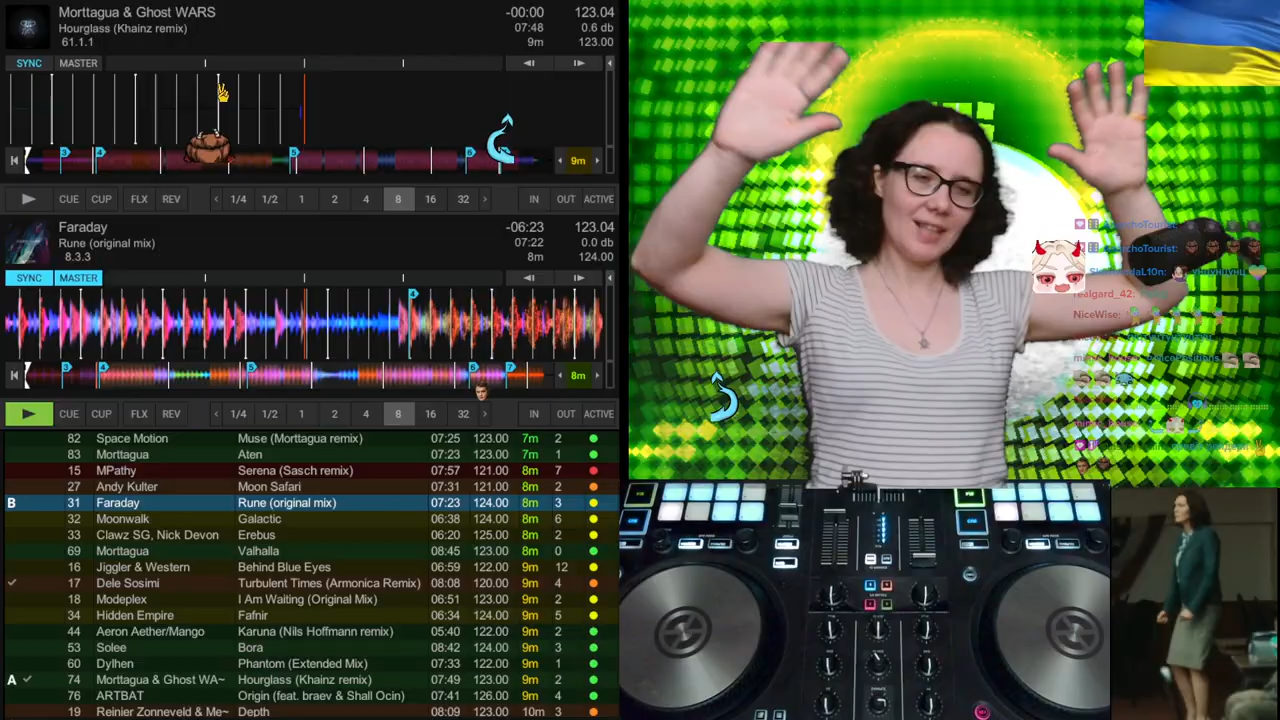 Morttagua & Ghost WARS -00:00 123.04
Hourglass (Khainz remix) 07:48 0.6 db
61.1.1 9m 123.00
SYNC MASTER
3 4 5 6 9m
CUE CUP FLX REV 1/4 1/2 1 2 4 8 16 32 IN OUT ACTIVE
Faraday -06:23 123.04
Rune (original mix) 07:22 0.0 db
8.3.3 8m 124.00
SYNC MASTER
4
3 4 5 6 7 8m
CUE CUP FLX REV 1/4 1/2 1 2 4 8 16 32 IN OUT ACTIVE
82 Space Motion Muse (Morttagua remix) 07:25 123.00 7m 2
83 Morttagua Aten 07:23 123.00 7m 1
15 MPathy Serena (Sasch remix) 07:57 121.00 8m 7
27 Andy Kulter Moon Safari 07:31 121.00 8m 2
B 31 Faraday Rune (original mix) 07:23 124.00 8m 3
32 Moonwalk Galactic 06:38 124.00 8m 6
33 Clawz SG, Nick Devon Erebus 06:20 125.00 8m 2
69 Morttagua Valhalla 08:45 123.00 8m 0
16 Jiggler & Western Behind Blue Eyes 06:59 122.00 9m 12
17 Dele Sosimi Turbulent Times (Armonica Remix) 08:08 120.00 9m 4
18 Modeplex I Am Waiting (Original Mix) 06:51 123.00 9m 2
34 Hidden Empire Fafnir 06:34 124.00 9m 5
44 Aeron Aether/Mango Karuna (Nils Hoffmann remix) 05:40 122.00 9m 2
53 Solee Bora 08:42 124.00 9m 3
60 Dylhen Phantom (Extended Mix) 07:33 122.00 9m 1
A 74 Morttagua & Ghost WA~ Hourglass (Khainz remix) 07:49 123.00 9m 2
76 ARTBAT Origin (feat. braev & Shall Ocin) 07:41 126.00 9m 4
19 Reinier Zonneveld & Me~ Depth 08:09 123.00 10m 3
realgard_42:
NiceWise: